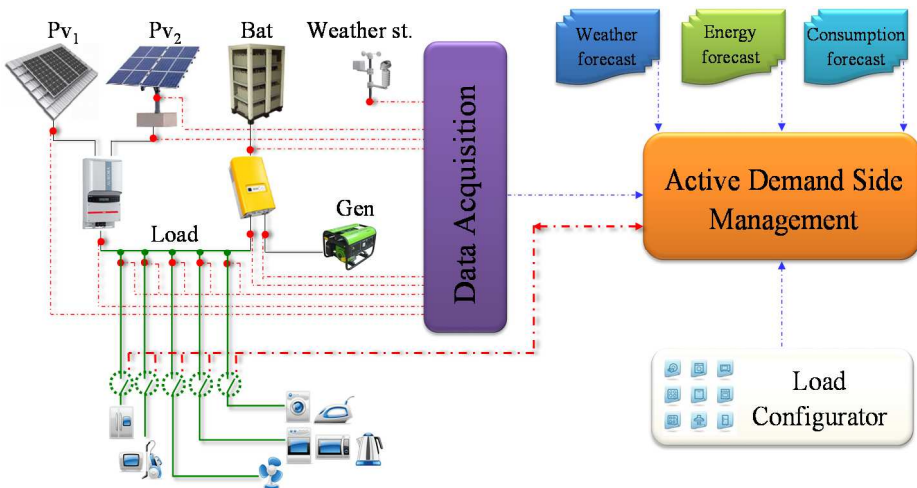 Pv1
Pv2
Bat
Weather st.
Weather
forecast
Energy
forecast
Consumption
forecast
Data Acquisition
Active Demand Side
Management
Gen
Load
Load
Configurator